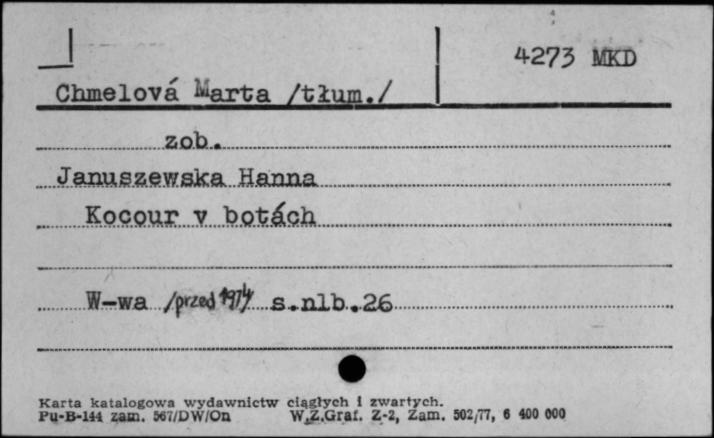 4273 MKD
Chmelová Marta /tłum./
zob.
Januszewska Hanna
Kocour v botách
W-wa /przed 1974/ s.nlb.26
Karta katalogowa wydawnictw ciągłych i zwartych.
Pu-B-144 zam. 567/DW/On W.Z.Graf. Z-2, Zam. 502/77, 6 400 000